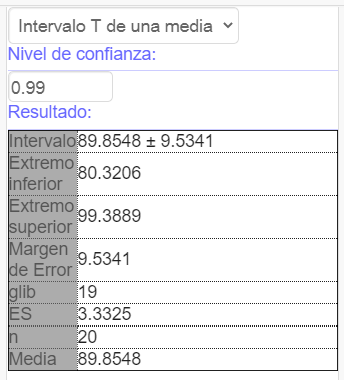 Intervalo T de una media
Nivel de confianza:
0.99
Resultado:
Intervalo 89.8548 ± 9.5341
Extremo
inferior 80.3206
Extremo
superior 99.3889
Margen
de Error 9.5341
glib 19
ES 3.3325
n 20
Media 89.8548